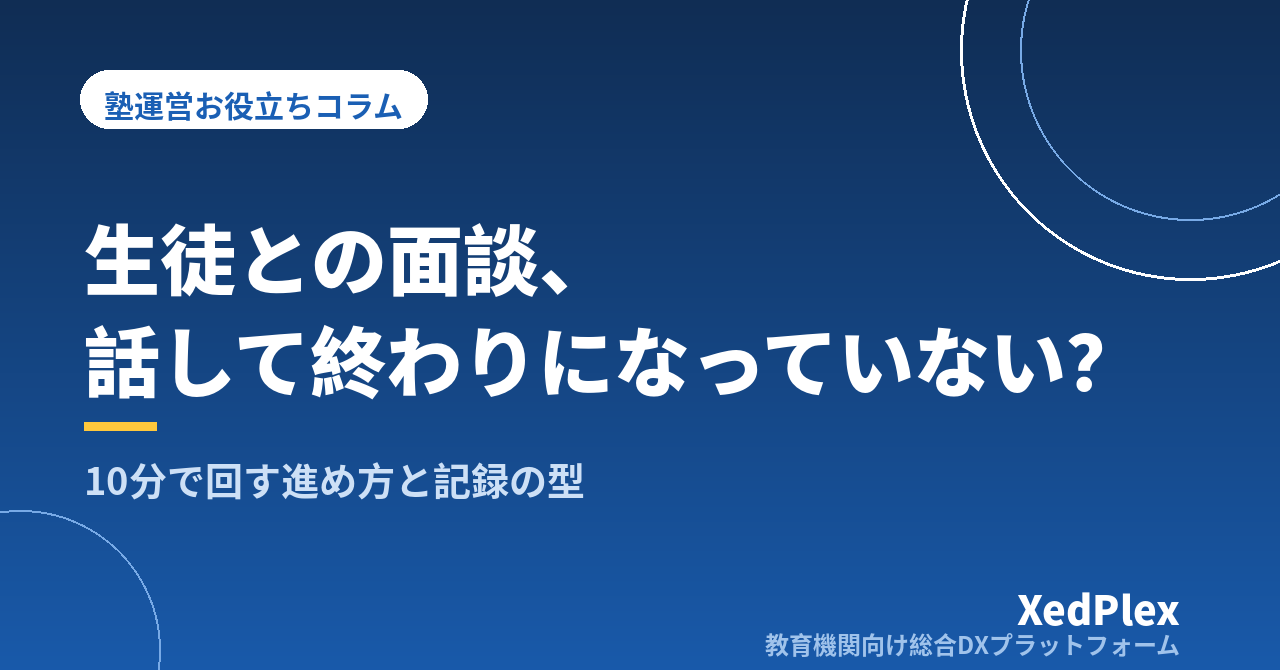 塾運営お役立ちコラム
生徒との面談、
話して終わりになっていない?
10分で回す進め方と記録の型
XedPlex
教育機関向け総合DXプラットフォーム